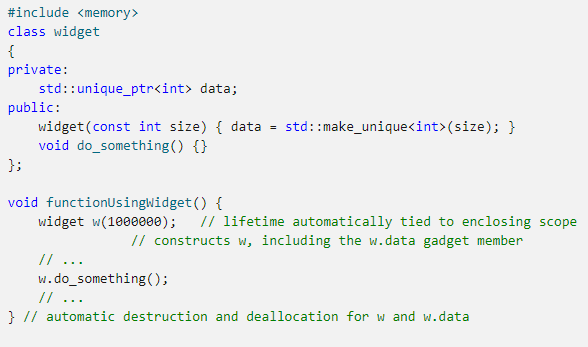 #include <memory>
class widget
{
private:
    std::unique_ptr<int> data;
public:
    widget(const int size) { data = std::make_unique<int>(size); }
    void do_something() {}
};

void functionUsingWidget() {
    widget w(1000000);   // lifetime automatically tied to enclosing scope
                // constructs w, including the w.data gadget member
    // ...
    w.do_something();
    // ...
} // automatic destruction and deallocation for w and w.data